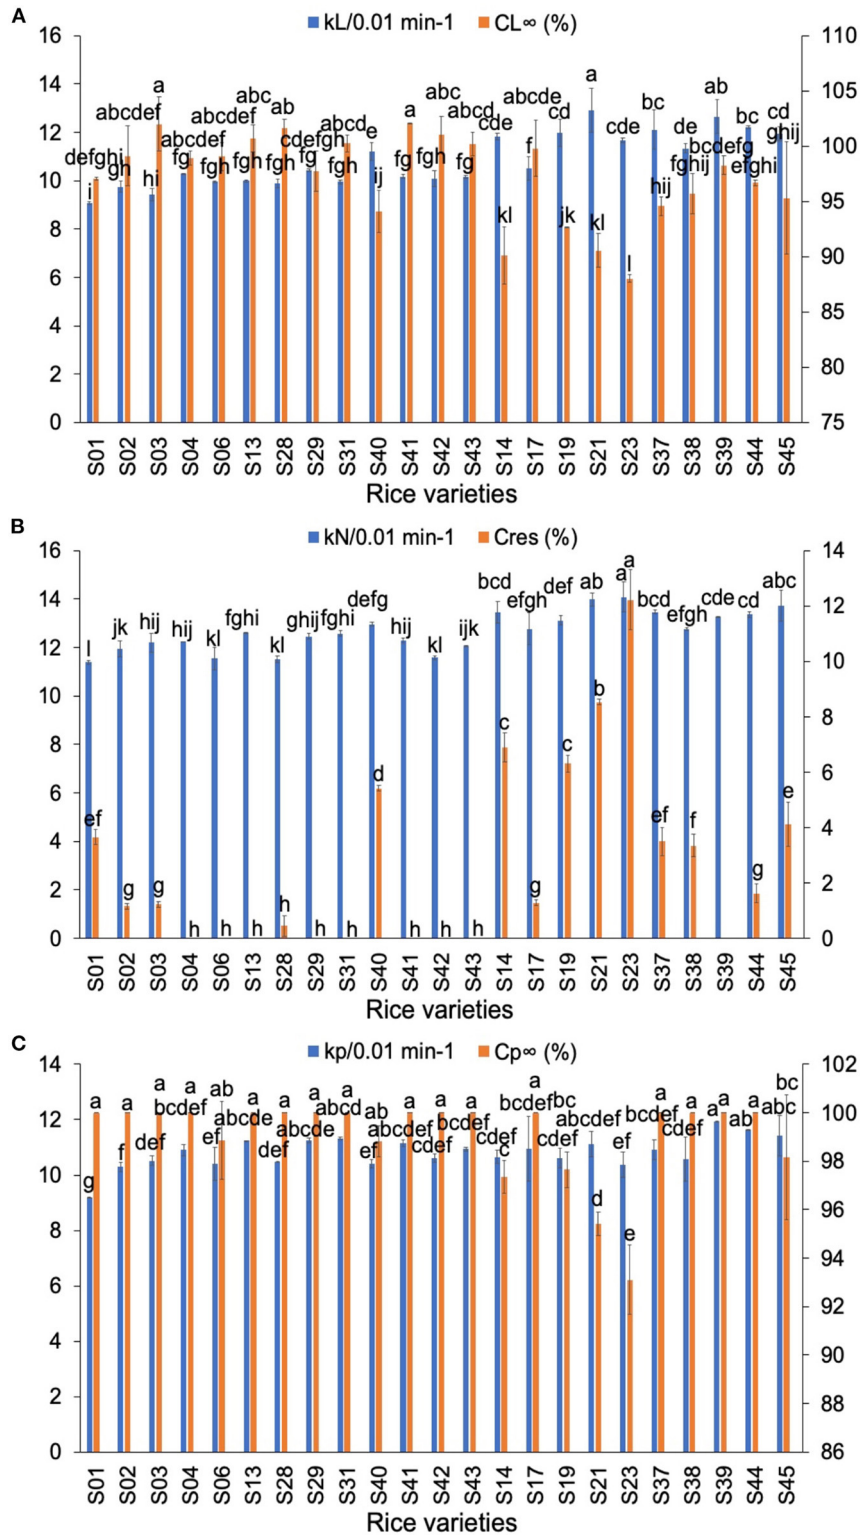 A
kL/0.01 min-1 CL∞ (%)
16 14 12 10 8 6 4 2 0
110 105 100 95 90 85 80 75
i gh hi fg fgh fgh fgh fg fgh e fg fgh fg cde f cd a cde bc de ab bc cd
defghi abcdef a abcdef abcdef abc ab cdefgh abcd ij a abc abcd kl abcde jk kl l hij fghij bcdefg efghi ghij
S01 S02 S03 S04 S06 S13 S28 S29 S31 S40 S41 S42 S43 S14 S17 S19 S21 S23 S37 S38 S39 S44 S45
Rice varieties
B
kN/0.01 min-1 Cres (%)
16 14 12 10 8 6 4 2 0
14 12 10 8 6 4 2 0
l jk hij hij kl fghi kl ghij fghi defg hij kl ijk bcd efgh def ab a bcd efgh cde cd abc
ef g g h h h h h h d h h h c g c b a ef f g e
S01 S02 S03 S04 S06 S13 S28 S29 S31 S40 S41 S42 S43 S14 S17 S19 S21 S23 S37 S38 S39 S44 S45
Rice varieties
C
kp/0.01 min-1 Cp∞ (%)
14 12 10 8 6 4 2 0
102 100 98 96 94 92 90 88 86
g f def bcdef ef abcde def abcde abcd ef abcdef cdef bcdef cdef bcdef cdef abcdef ef bcdef cdef a ab abc
a a a a ab a a a a ab a a a c a bc d e a a a a bc
S01 S02 S03 S04 S06 S13 S28 S29 S31 S40 S41 S42 S43 S14 S17 S19 S21 S23 S37 S38 S39 S44 S45
Rice varieties